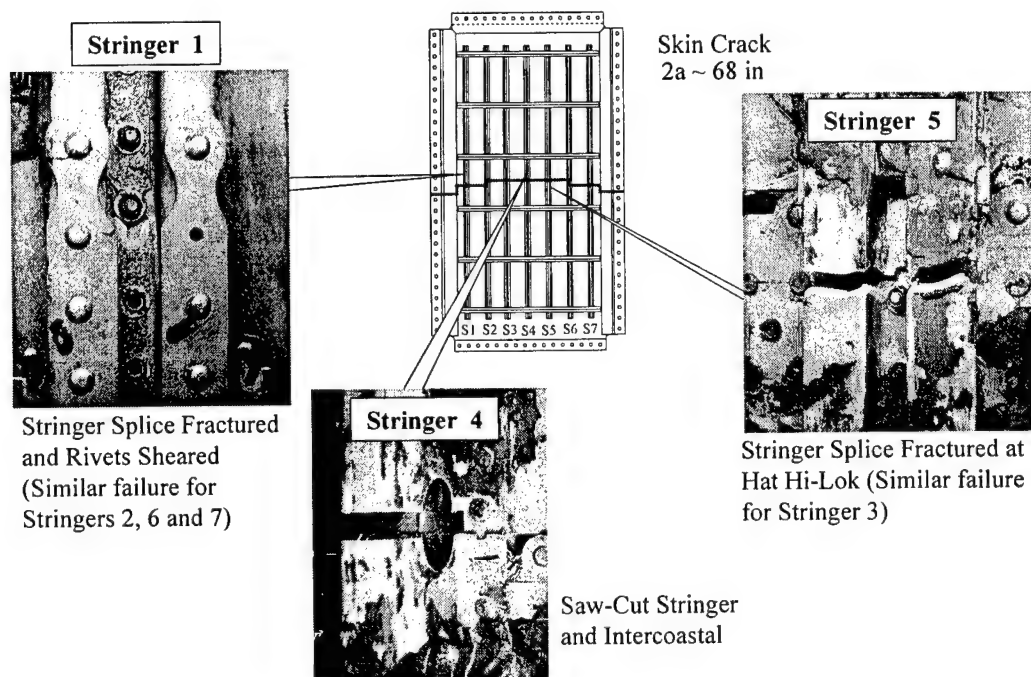 Stringer 1
Skin Crack
2a ~ 68 in
Stringer 5
S1 S2 S3 S4 S5 S6 S7
Stringer Splice Fractured
and Rivets Sheared
(Similar failure for
Stringers 2, 6 and 7)
Stringer 4
Stringer Splice Fractured at
Hat Hi-Lok (Similar failure
for Stringer 3)
Saw-Cut Stringer
and Intercoastal